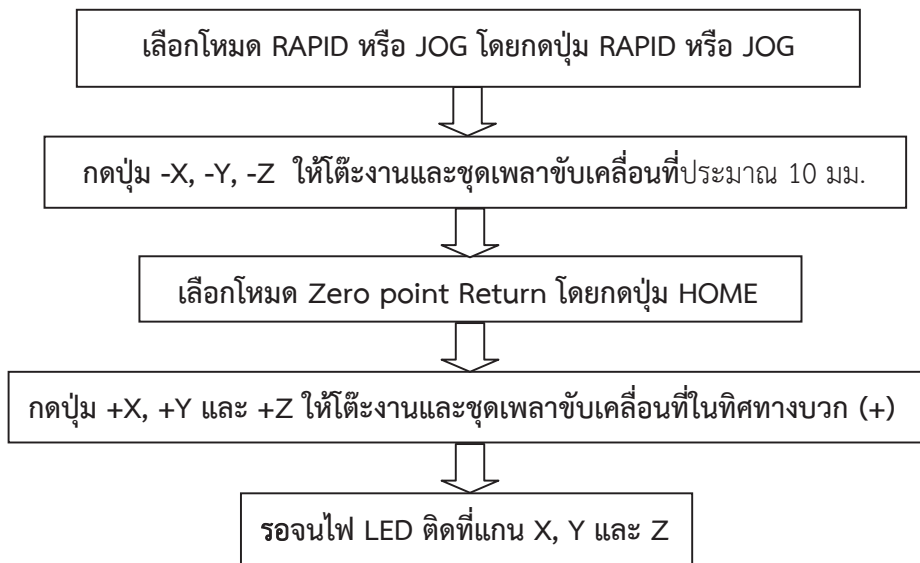 เลือกโหมด RAPID หรือ JOG โดยกดปุ่ม RAPID หรือ JOG
กดปุ่ม -X, -Y, -Z ให้โต๊ะงานและชุดเพลาขับเคลื่อนที่ประมาณ 10 มม.
เลือกโหมด Zero point Return โดยกดปุ่ม HOME
กดปุ่ม +X, +Y และ +Z ให้โต๊ะงานและชุดเพลาขับเคลื่อนที่ในทิศทางบวก (+)
รอจนไฟ LED ติดที่แกน X, Y และ Z